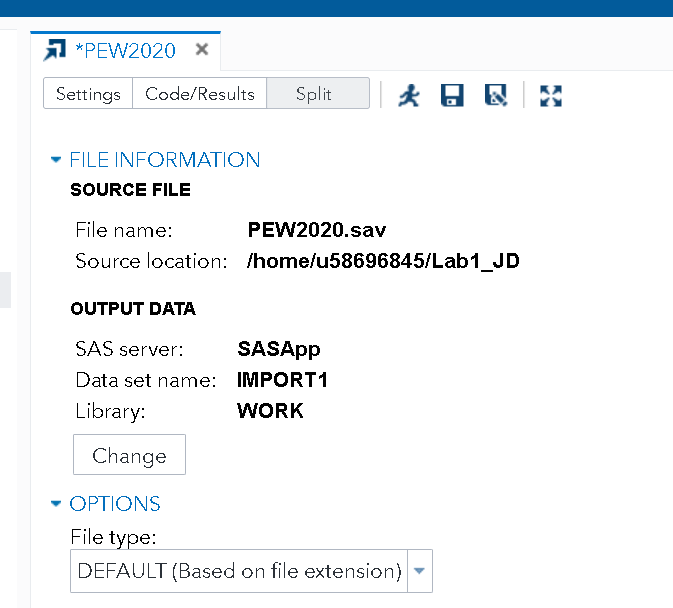 *PEW2020
Settings Code/Results Split
FILE INFORMATION
SOURCE FILE
File name: PEW2020.sav
Source location: /home/u58696845/Lab1_JD
OUTPUT DATA
SAS server: SASApp
Data set name: IMPORT1
Library: WORK
Change
OPTIONS
File type:
DEFAULT (Based on file extension)